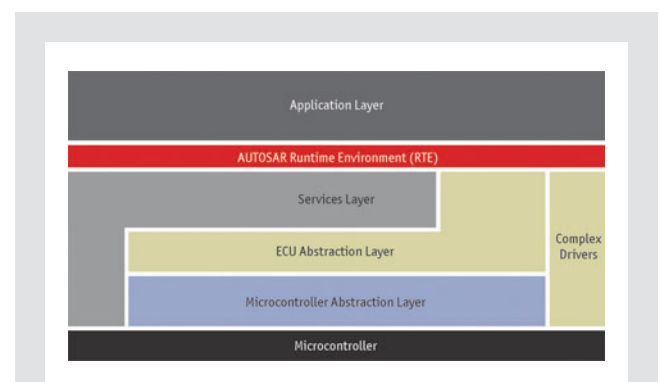 Application Layer
AUTOSAR Runtime Environment (RTE)
Services Layer
ECU Abstraction Layer
Complex
Drivers
Microcontroller Abstraction Layer
Microcontroller